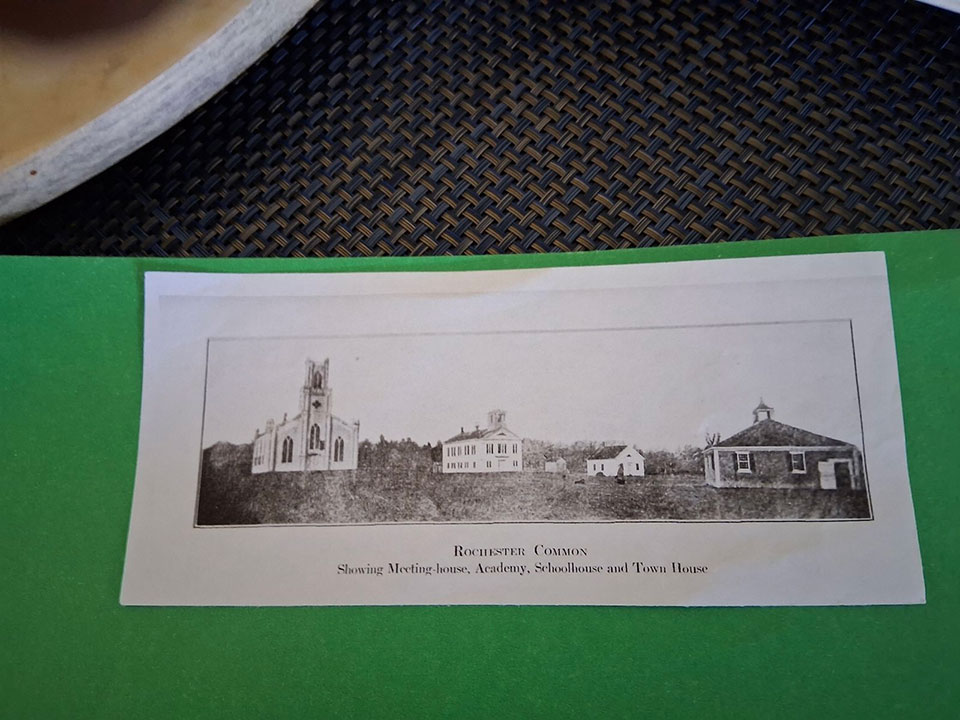 Rochester Common
Showing Meeting-house, Academy, Schoolhouse and Town House